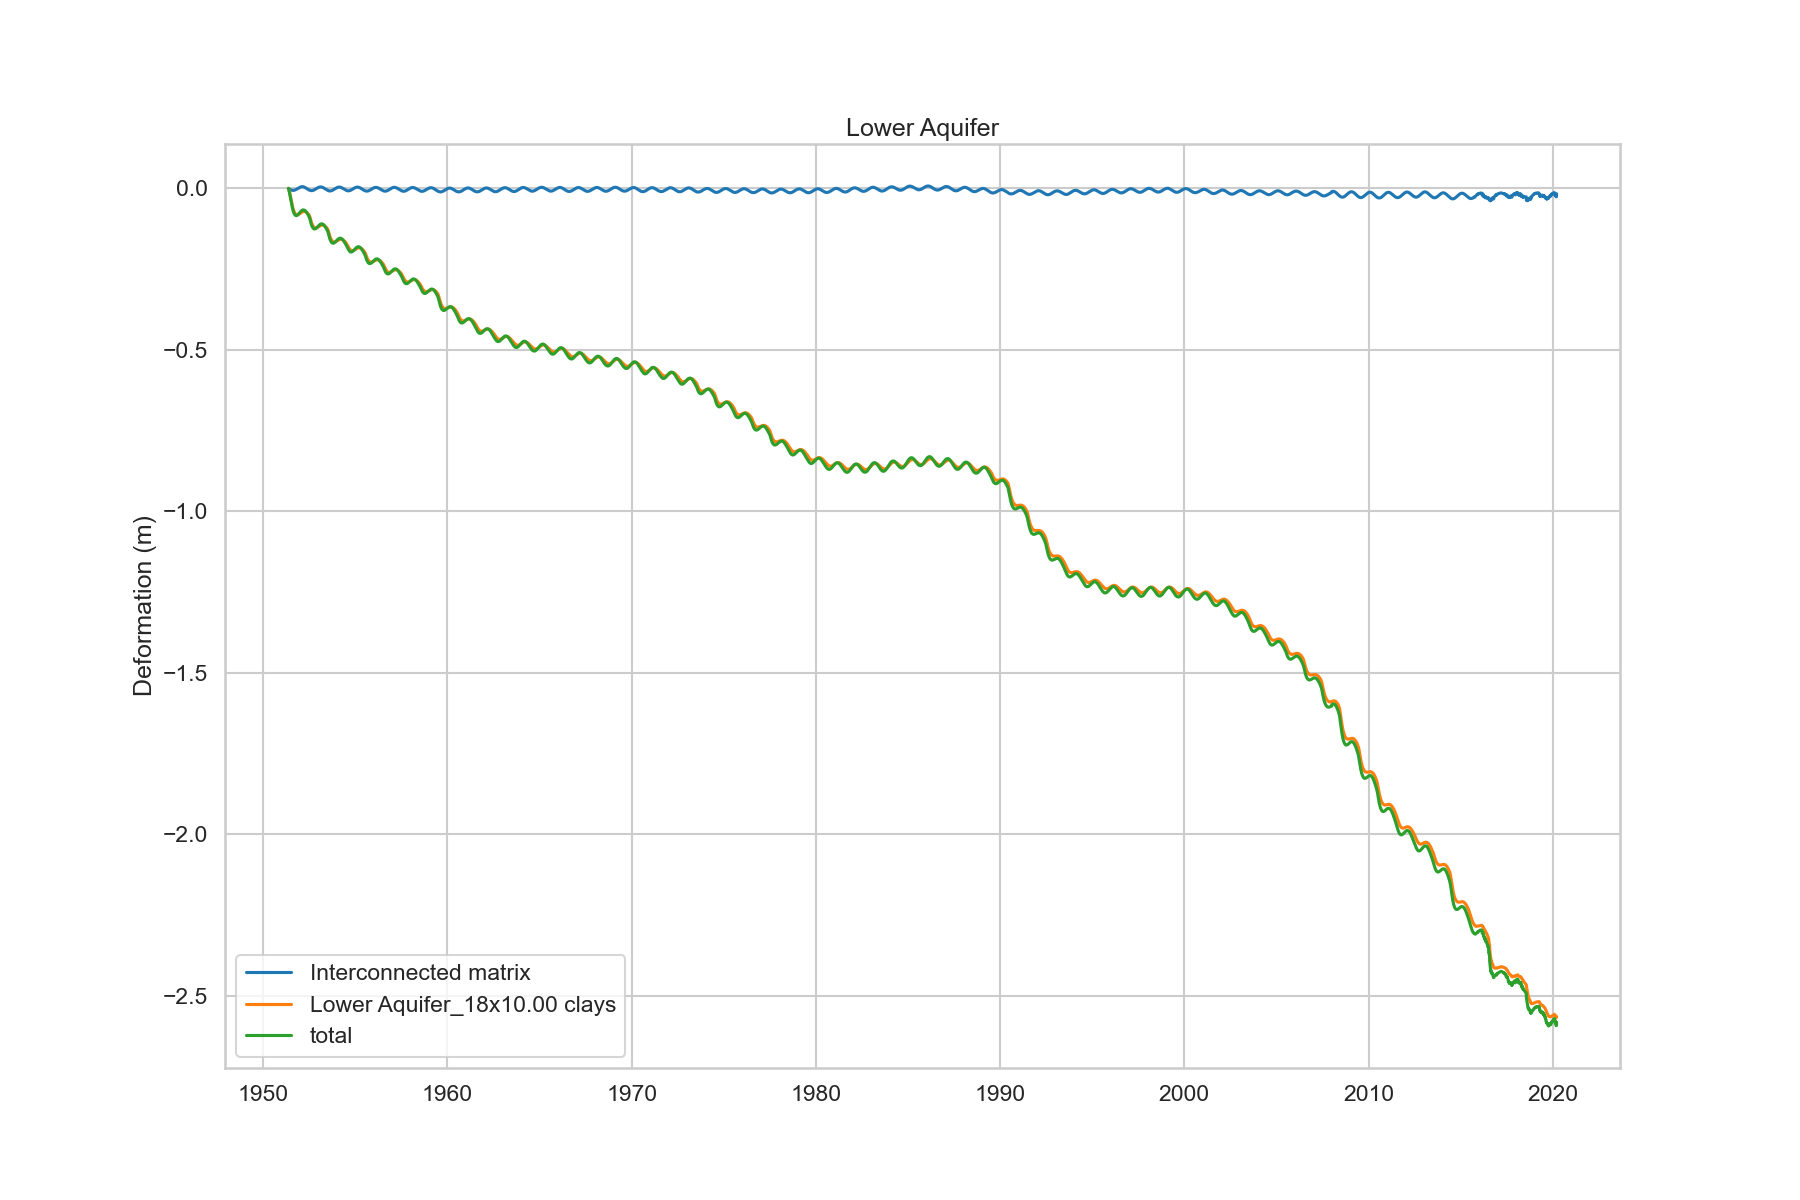 Lower Aquifer
0.0
−0.5
−1.0
−1.5
−2.0
−2.5
Deformation (m)
Interconnected matrix
Lower Aquifer_18x10.00 clays
total
1950 1960 1970 1980 1990 2000 2010 2020